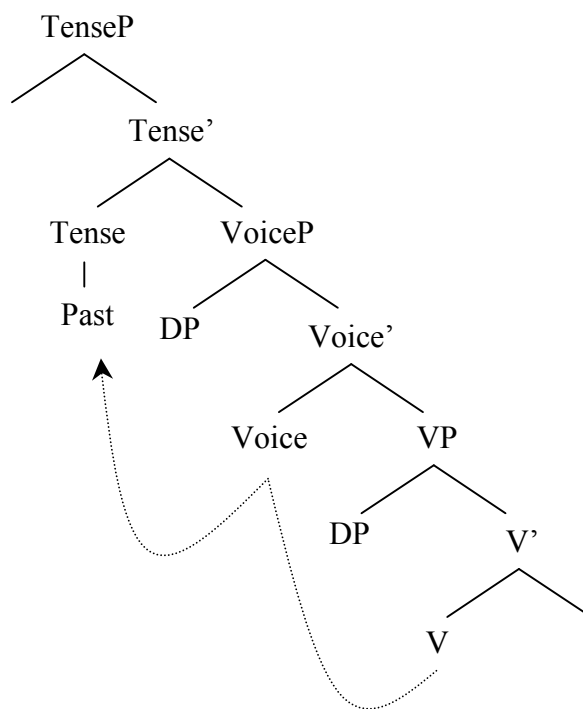 TenseP
Tense’
Tense VoiceP
Past DP Voice’
Voice VP
DP V’
V